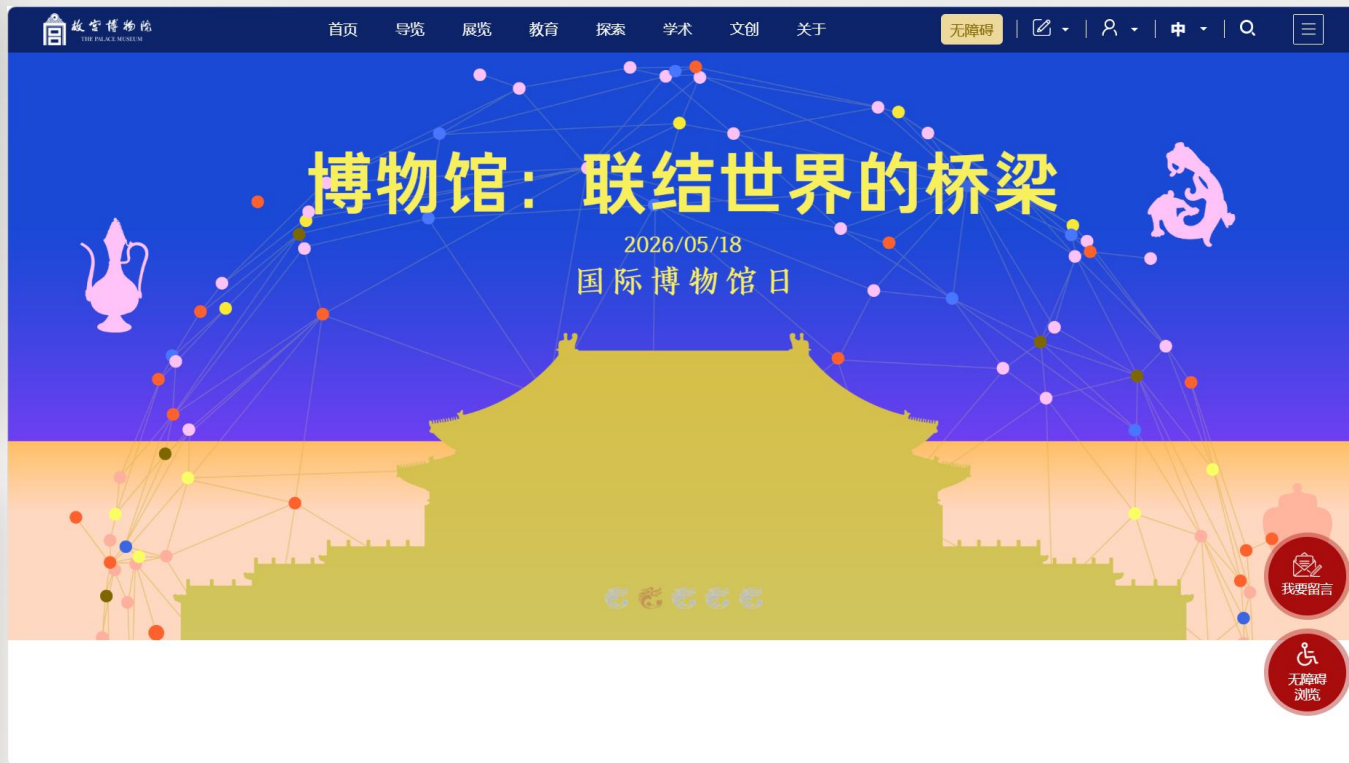 故宫博物院
THE PALACE MUSEUM
首页 导览 展览 教育 探索 学术 文创 关于
无障碍
中
博物馆：联结世界的桥梁
2026/05/18
国际博物馆日
我要留言
无障碍
浏览